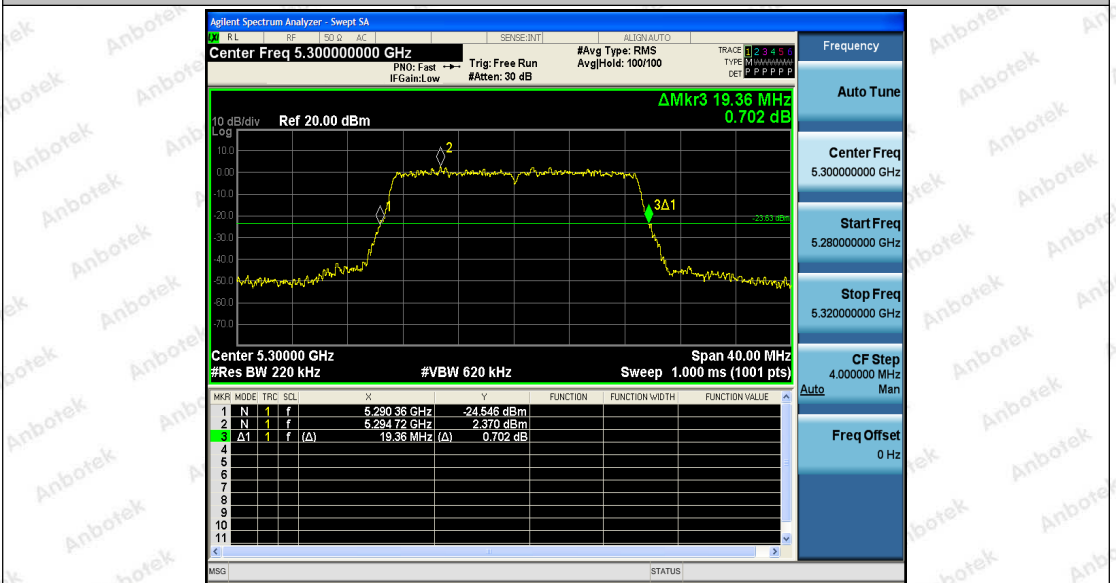 Agilent Spectrum Analyzer - Swept SA
RL RF 50 Ω AC SENSE:INT ALIGNAUTO
Center Freq 5.300000000 GHz
PNO: Fast
IFGain:Low
Trig: Free Run
#Atten: 30 dB
#Avg Type: RMS
Avg|Hold: 100/100
TRACE 1 2 3 4 5 6
TYPE M WWWWW
DET P P P P P P
Frequency
Auto Tune
Center Freq
5.300000000 GHz
Start Freq
5.280000000 GHz
Stop Freq
5.320000000 GHz
CF Step
4.000000 MHz
Auto Man
Freq Offset
0 Hz
ΔMkr3 19.36 MHz
0.702 dB
10 dB/div Ref 20.00 dBm
Log
10.0
0.00
-10.0
-20.0
-30.0
-40.0
-50.0
-60.0
-70.0
1
2
3Δ1
-23.63 dBm
Center 5.30000 GHz Span 40.00 MHz
#Res BW 220 kHz #VBW 620 kHz Sweep 1.000 ms (1001 pts)
MKR MODE TRC SCL X Y FUNCTION FUNCTION WIDTH FUNCTION VALUE
1 N 1 f 5.290 36 GHz -24.546 dBm
2 N 1 f 5.294 72 GHz 2.370 dBm
3 Δ1 1 f (Δ) 19.36 MHz (Δ) 0.702 dB
4
5
6
7
8
9
10
11
MSG STATUS